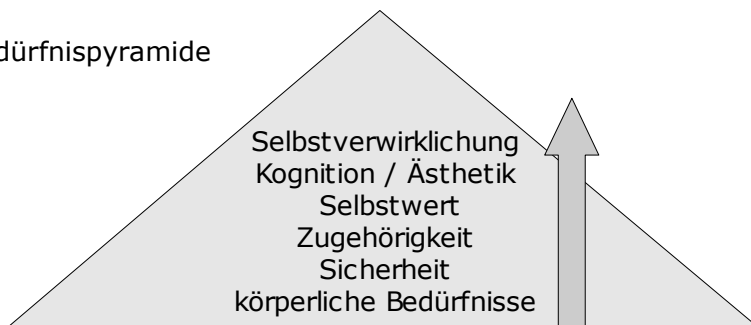 dürfnispyramide
Selbstverwirklichung
Kognition / Ästhetik
Selbstwert
Zugehörigkeit
Sicherheit
körperliche Bedürfnisse